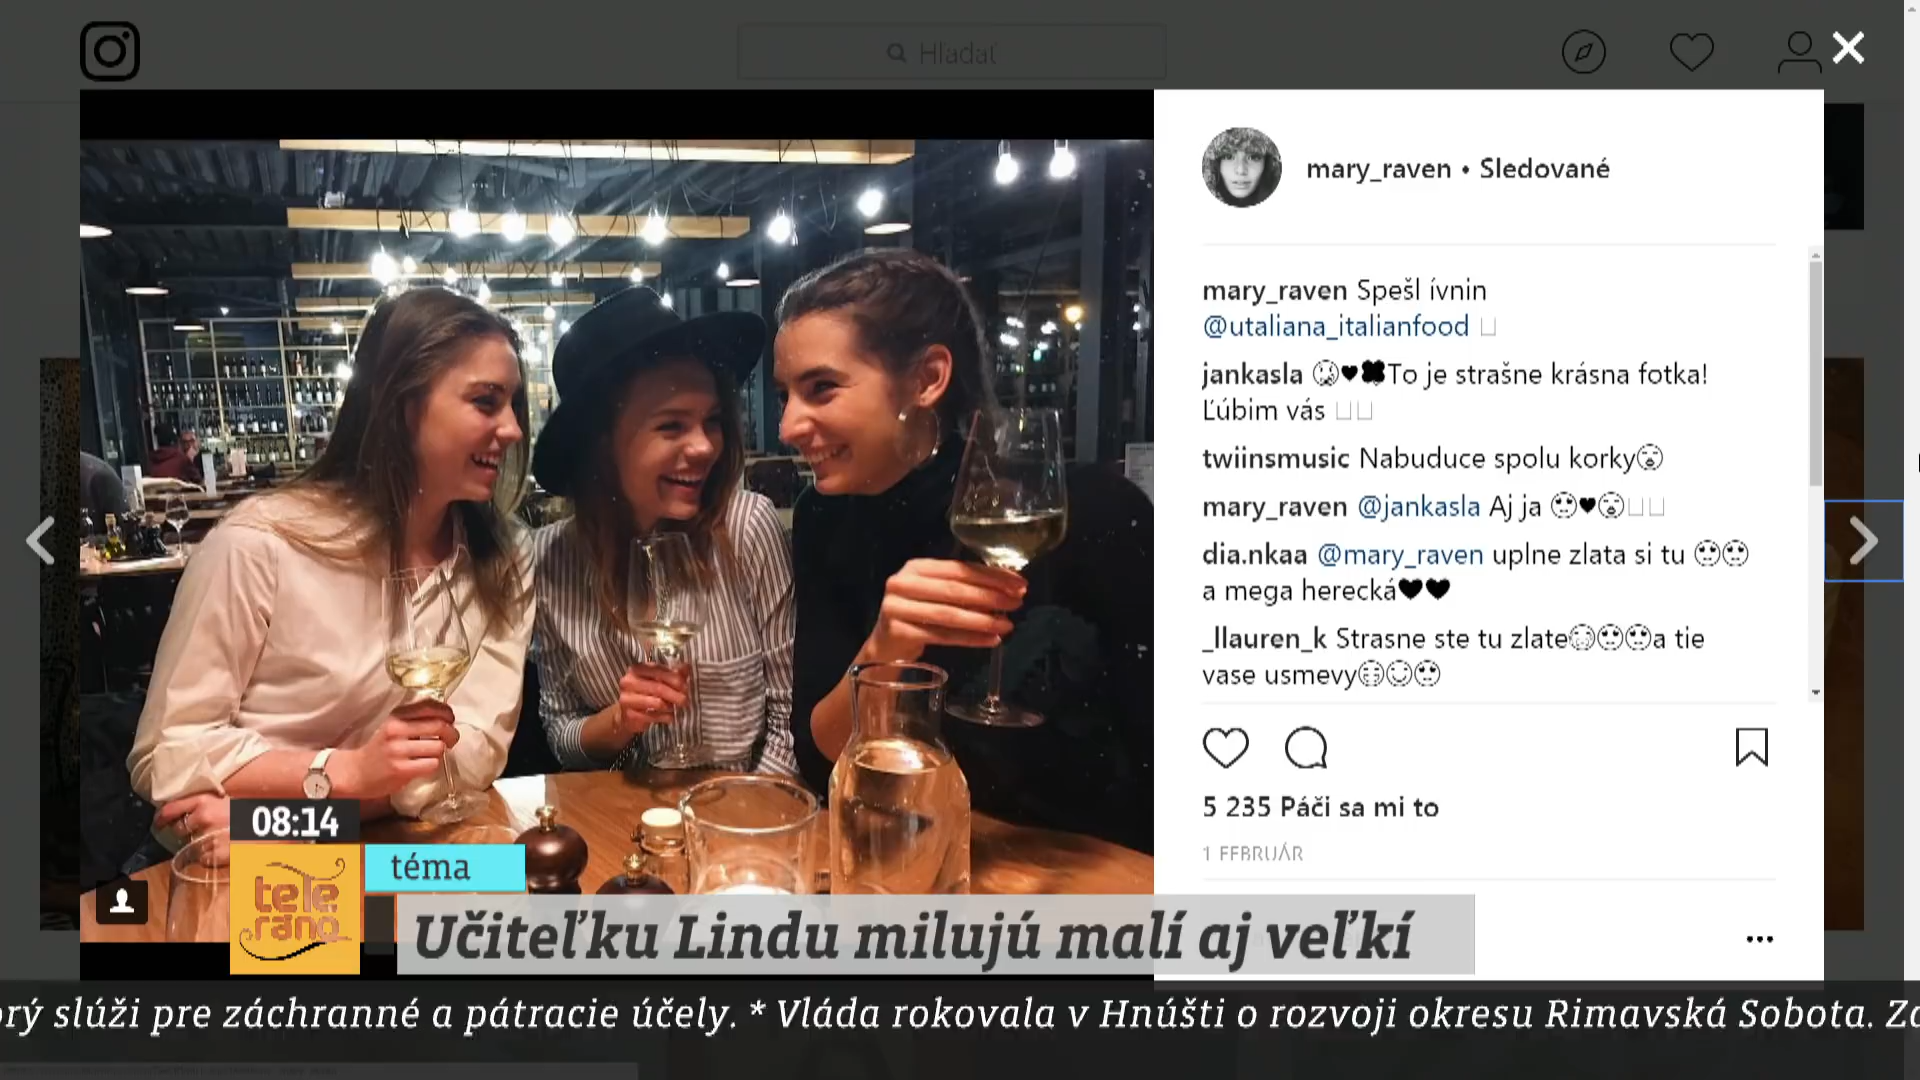 Hľadať
mary_raven • Sledované
mary_raven Spešl ívnin
@utaliana_italianfood
jankasla To je strašne krásna fotka!
Ľúbim vás
twiinsmusic Nabuduce spolu korky
mary_raven @jankasla Aj ja
dia.nkaa @mary_raven uplne zlata si tu
a mega herecká
_llauren_k Strasne ste tu zlate a tie
vase usmevy
5 235 Páči sa mi to
1 FEBRUÁR
08:14
téma
tele
ráno
Učiteľku Lindu milujú malí aj veľkí
orý slúži pre záchranné a pátracie účely. * Vláda rokovala v Hnúšti o rozvoji okresu Rimavská Sobota. Za